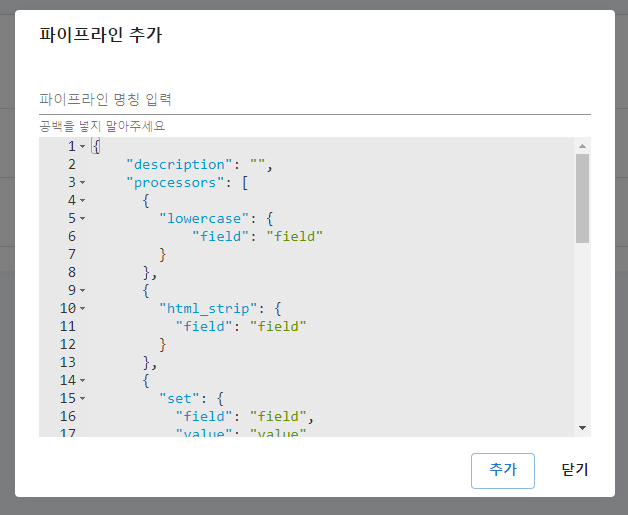 파이프라인 추가
파이프라인 명칭 입력
공백을 넣지 말아주세요
1 {
2     "description": "",
3     "processors": [
4       {
5         "lowercase": {
6             "field": "field"
7         }
8       },
9       {
10         "html_strip": {
11           "field": "field"
12         }
13       },
14       {
15         "set": {
16           "field": "field",
17           "value": "value"
추가 닫기